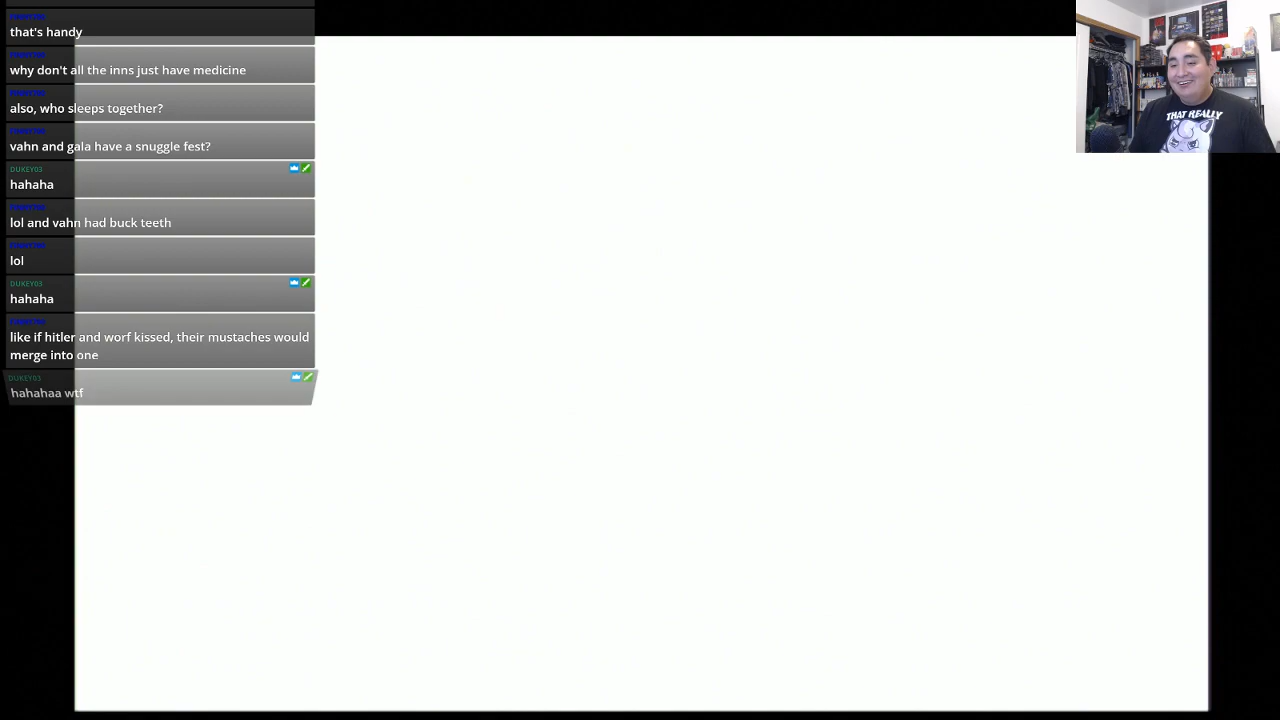 that's handy
why don't all the inns just have medicine
also, who sleeps together?
vahn and gala have a snuggle fest?
DUKEY03
hahaha
lol and vahn had buck teeth
lol
DUKEY03
hahaha
like if hitler and worf kissed, their mustaches would
merge into one
DUKEY03
hahahaa wtf
THAT REALLY